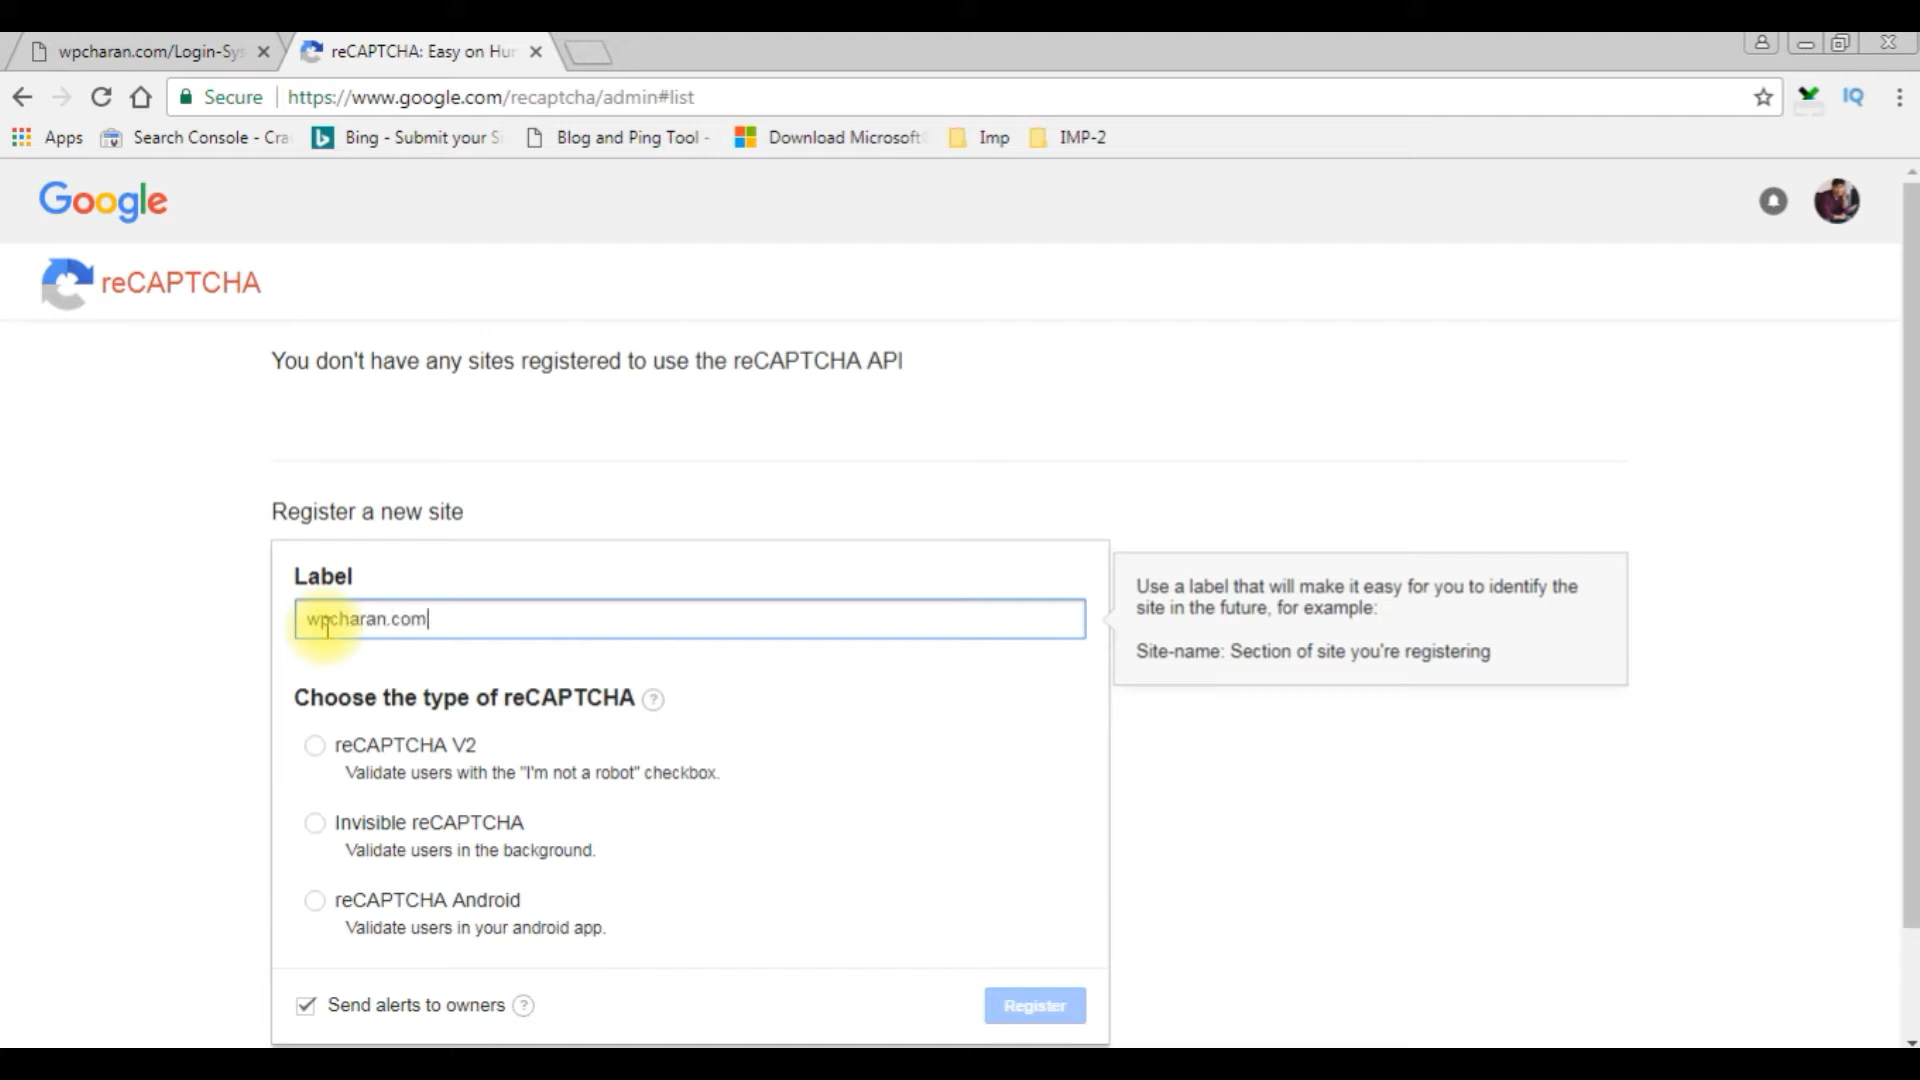 wpcharan.com/Login-Sys
reCAPTCHA: Easy on Hu
Secure https://www.google.com/recaptcha/admin#list
IQ
Apps Search Console - Cra Bing - Submit your S Blog and Ping Tool - Download Microsoft Imp IMP-2
Google
reCAPTCHA
You don't have any sites registered to use the reCAPTCHA API
Register a new site
Label
wpcharan.com
Use a label that will make it easy for you to identify the
site in the future, for example:
Site-name: Section of site you're registering
Choose the type of reCAPTCHA ?
reCAPTCHA V2
Validate users with the "I'm not a robot" checkbox.
Invisible reCAPTCHA
Validate users in the background.
reCAPTCHA Android
Validate users in your android app.
Send alerts to owners ?
Register